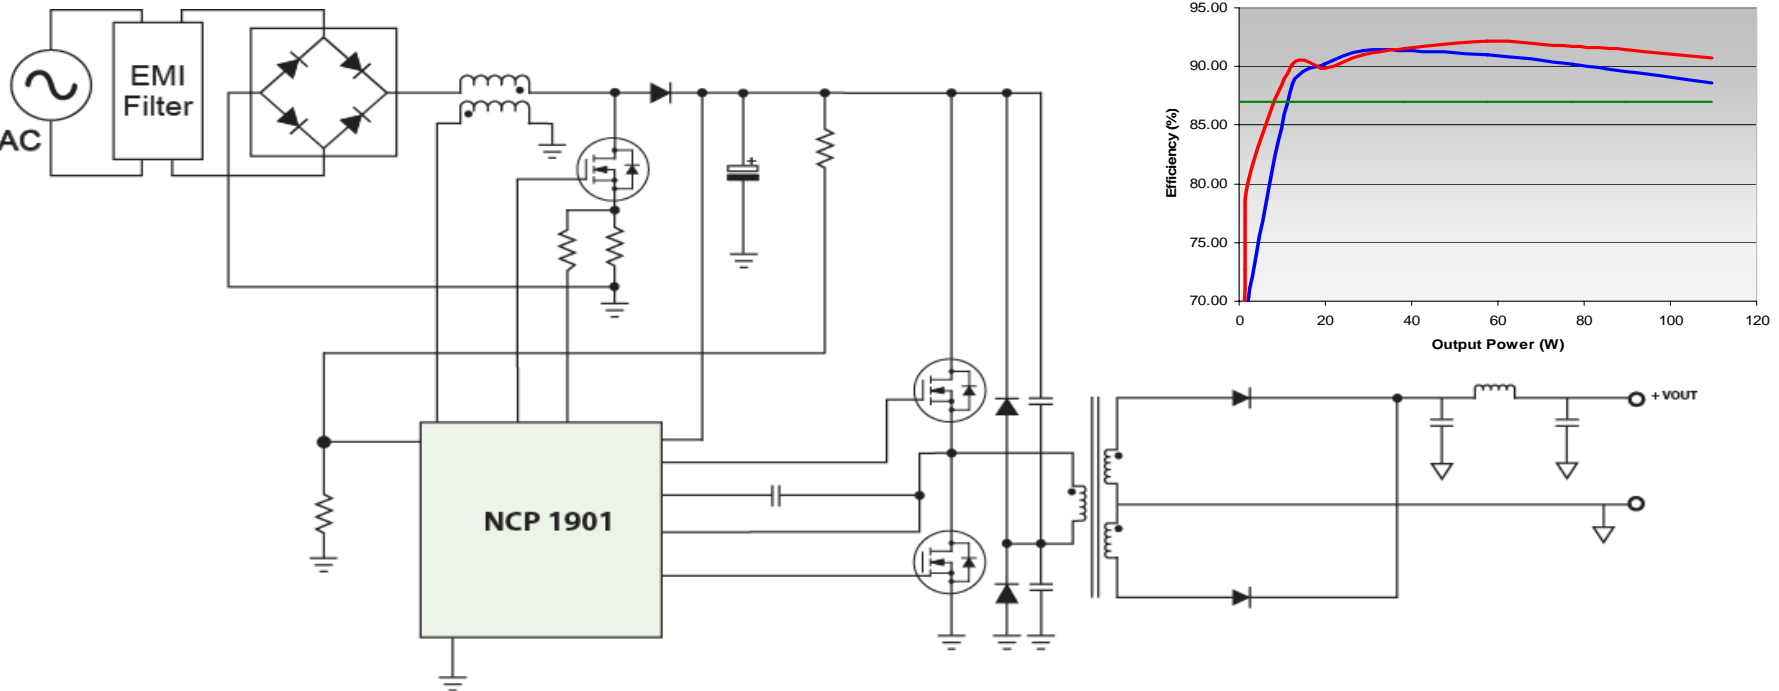 EMI
Filter
AC
NCP 1901
+ VOUT
95.00
90.00
85.00
80.00
75.00
70.00
Efficiency (%)
0 20 40 60 80 100 120
Output Power (W)